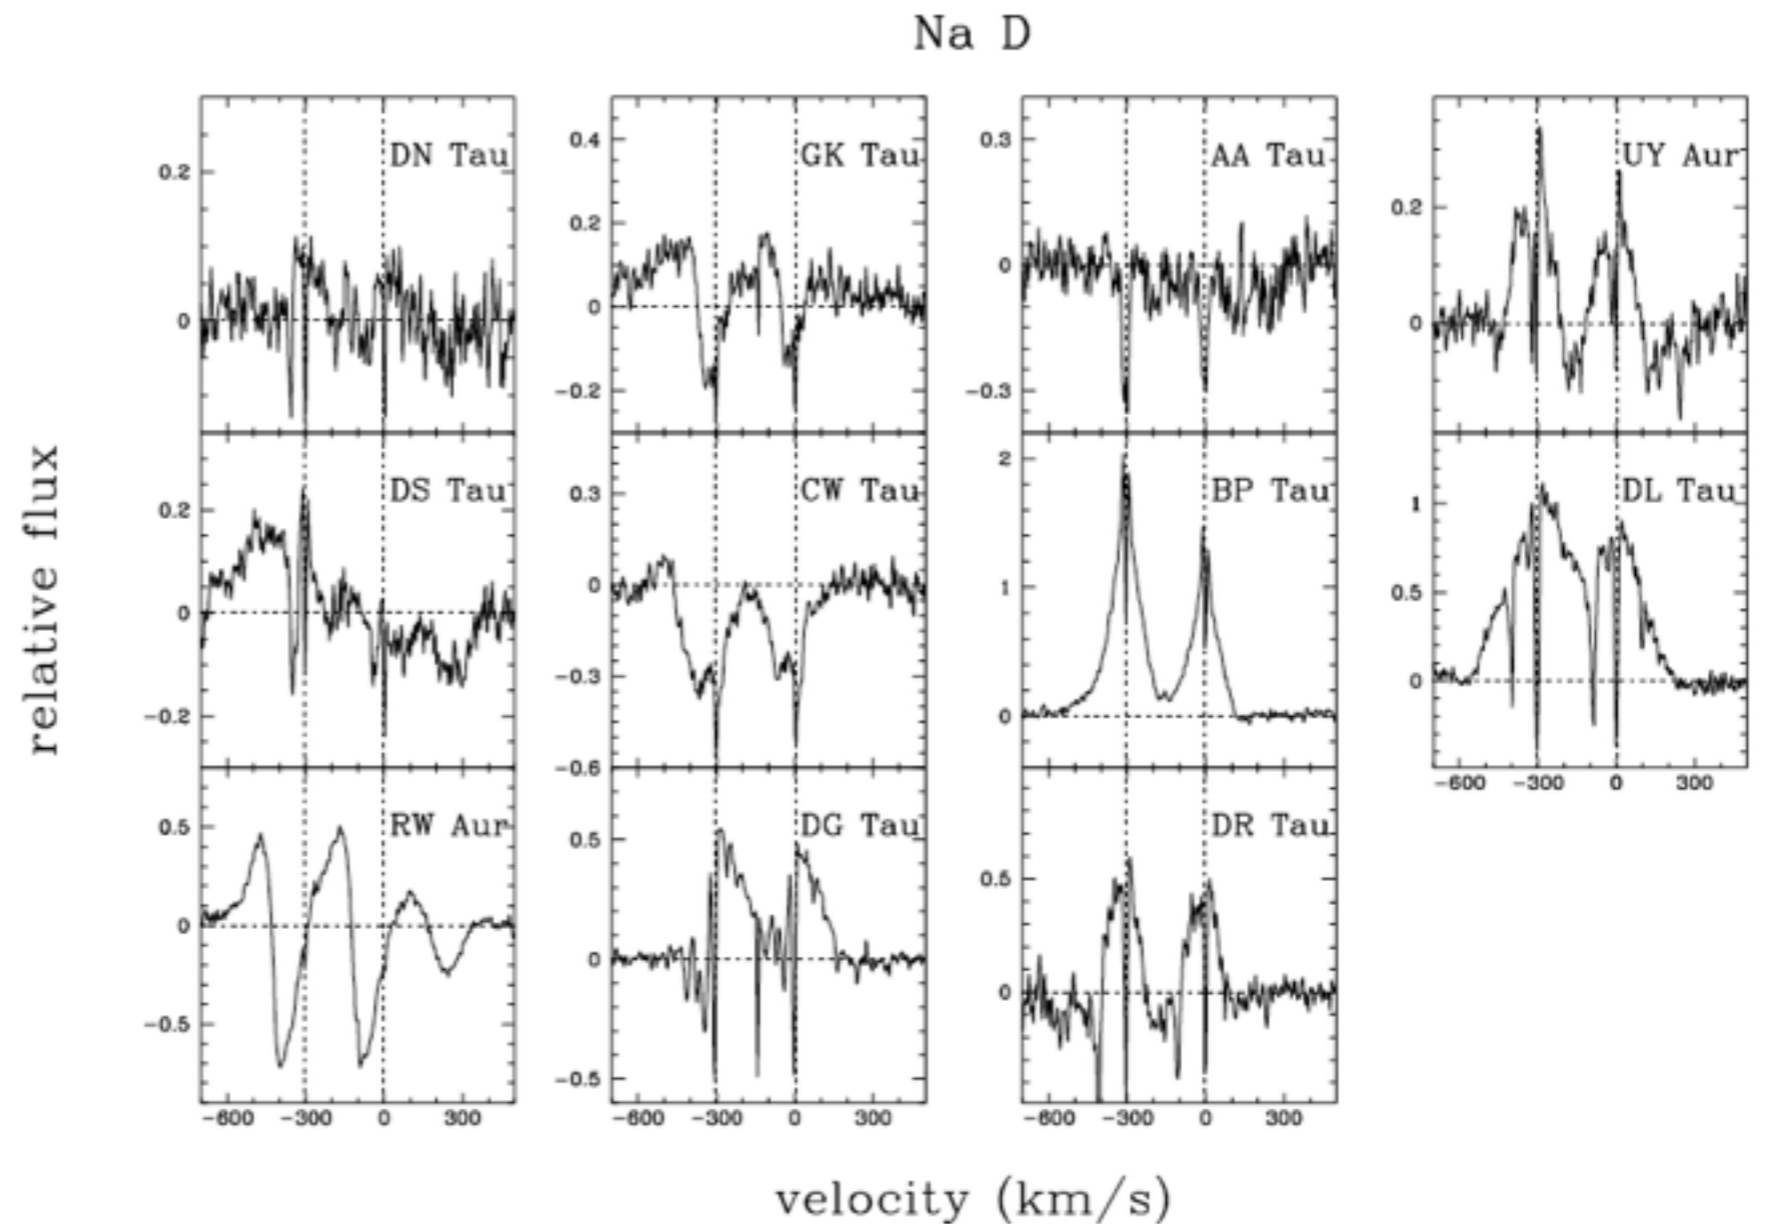 Na D
DN Tau
GK Tau
AA Tau
UY Aur
0.2
0
0.4
0.2
0
−0.2
0.3
0
−0.3
0.2
0
DS Tau
CW Tau
BP Tau
DL Tau
0.2
0
−0.2
0.3
0
−0.3
−0.6
2
1
0
1
0.5
0
−600 −300 0 300
RW Aur
DG Tau
DR Tau
0.5
0
−0.5
0.5
0
−0.5
0.5
0
−600 −300 0 300
−600 −300 0 300
−600 −300 0 300
relative flux
velocity (km/s)